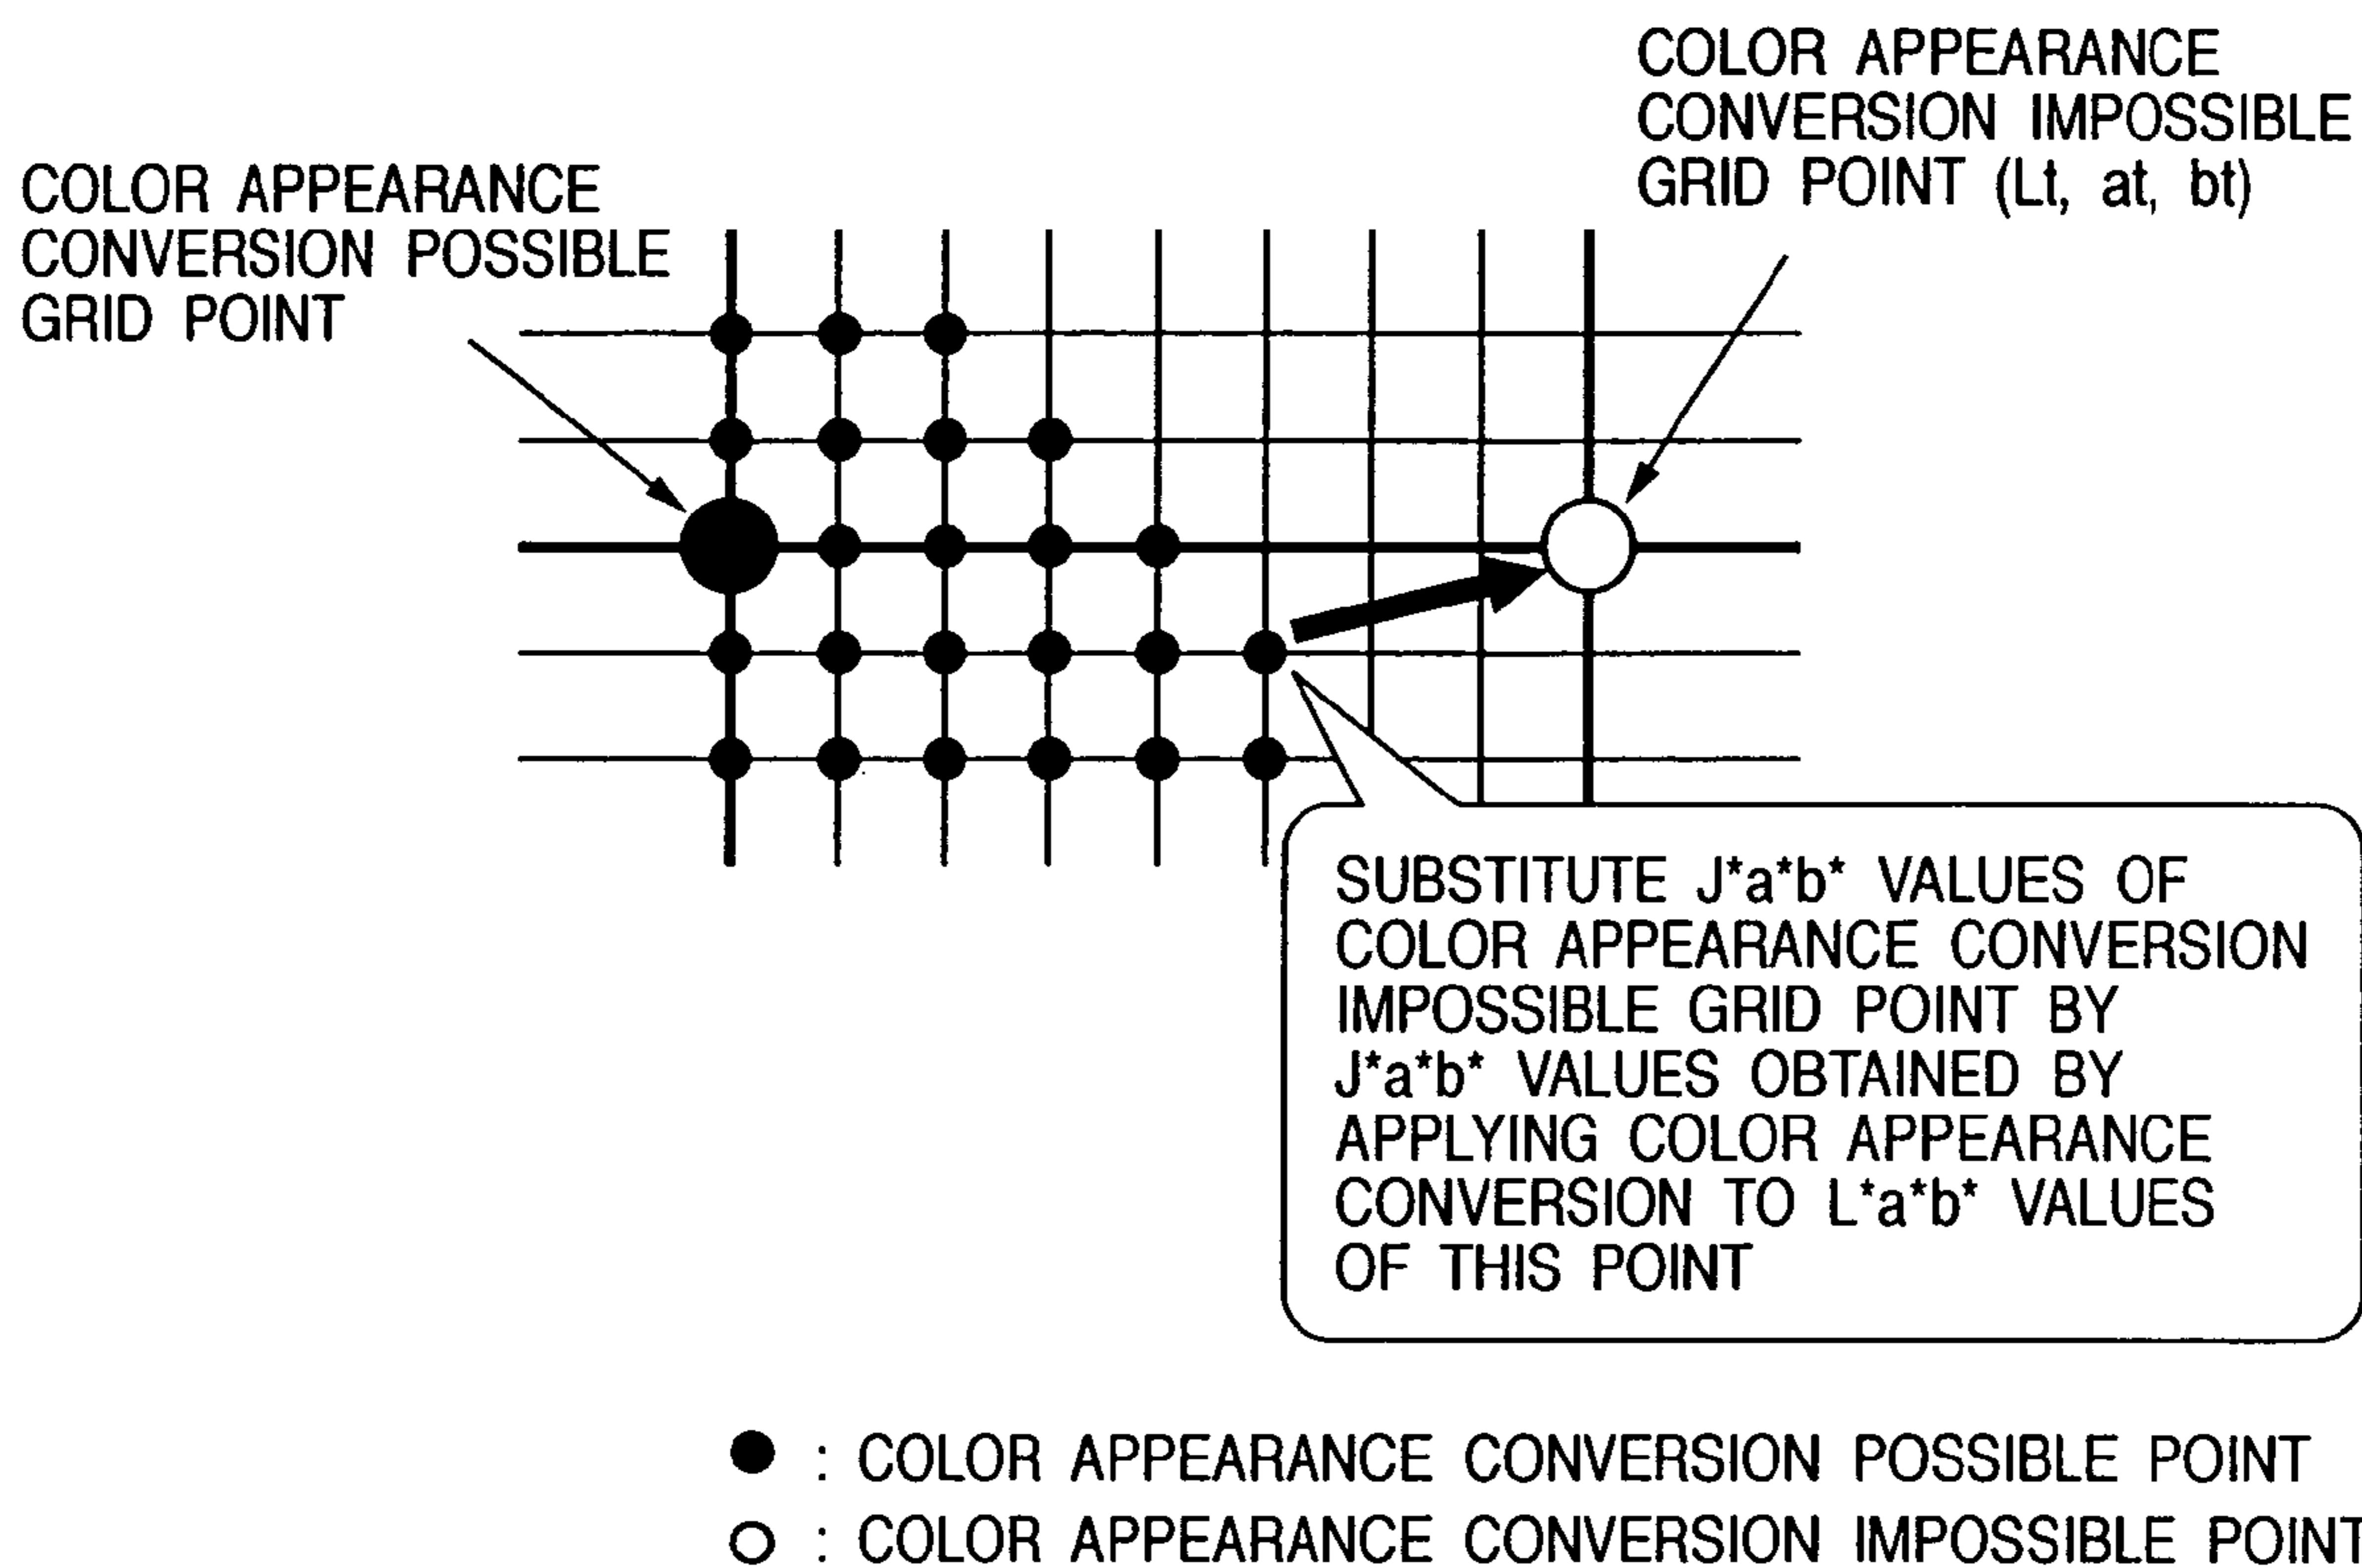 COLOR APPEARANCE
CONVERSION IMPOSSIBLE
GRID POINT (Lt, at, bt)
COLOR APPEARANCE
CONVERSION POSSIBLE
GRID POINT
SUBSTITUTE J*a*b* VALUES OF
COLOR APPEARANCE CONVERSION
IMPOSSIBLE GRID POINT BY
J*a*b* VALUES OBTAINED BY
APPLYING COLOR APPEARANCE
CONVERSION TO L*a*b* VALUES
OF THIS POINT
: COLOR APPEARANCE CONVERSION POSSIBLE POINT
: COLOR APPEARANCE CONVERSION IMPOSSIBLE POINT